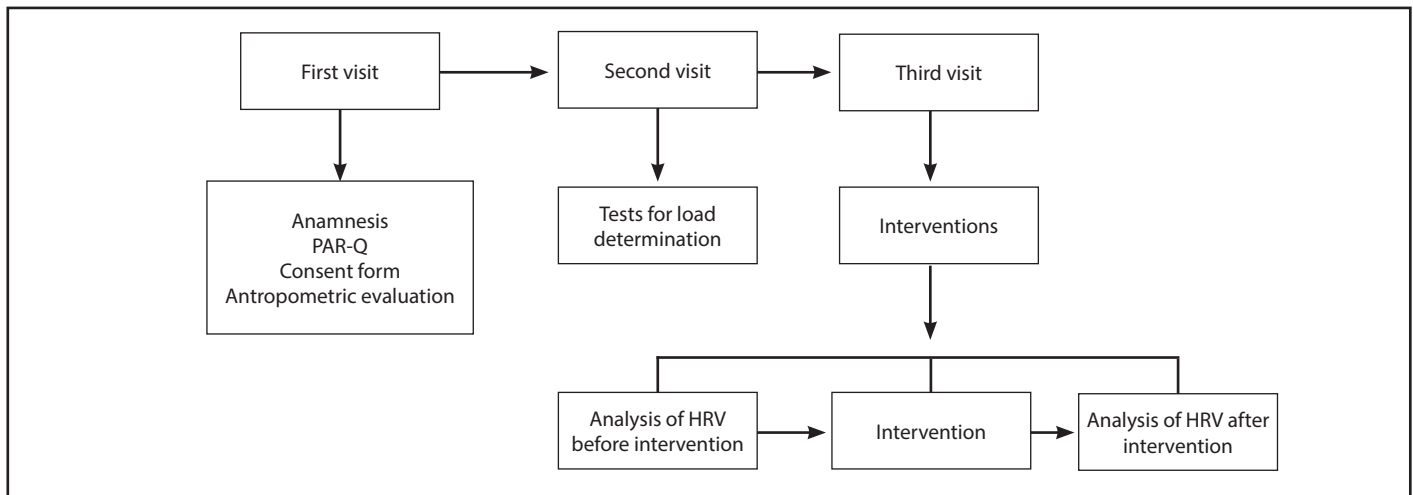 First visit
Second visit
Third visit
Anamnesis
PAR-Q
Consent form
Antropometric evaluation
Tests for load
determination
Interventions
Analysis of HRV
before intervention
Intervention
Analysis of HRV after
intervention